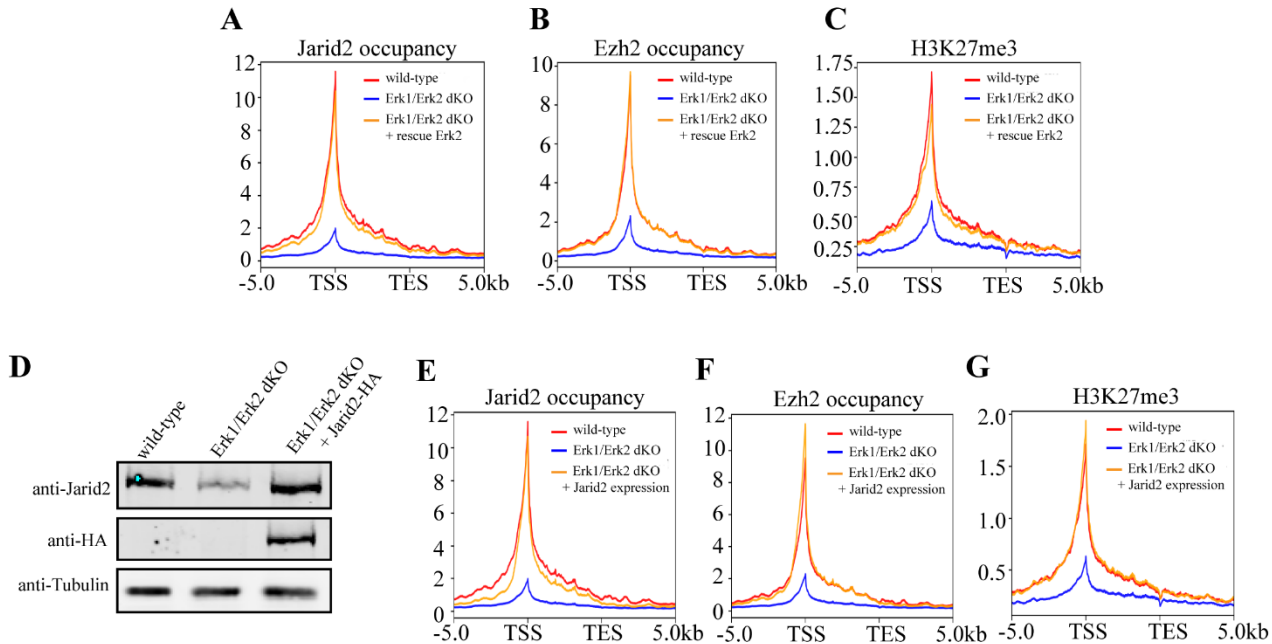 A
Jarid2 occupancy
12
10
8
6
4
2
0
wild-type
Erk1/Erk2 dKO
Erk1/Erk2 dKO
+ rescue Erk2
-5.0 TSS TES 5.0kb
B
Ezh2 occupancy
10
8
6
4
2
0
wild-type
Erk1/Erk2 dKO
Erk1/Erk2 dKO
+ rescue Erk2
-5.0 TSS TES 5.0kb
C
H3K27me3
1.75
1.50
1.25
1.00
0.75
0.50
0.25
wild-type
Erk1/Erk2 dKO
Erk1/Erk2 dKO
+ rescue Erk2
-5.0 TSS TES 5.0kb
D
wild-type
Erk1/Erk2 dKO
Erk1/Erk2 dKO
+ Jarid2-HA
anti-Jarid2
anti-HA
anti-Tubulin
E
Jarid2 occupancy
12
10
8
6
4
2
0
wild-type
Erk1/Erk2 dKO
Erk1/Erk2 dKO
+ Jarid2 expression
-5.0 TSS TES 5.0kb
F
Ezh2 occupancy
12
10
8
6
4
2
0
wild-type
Erk1/Erk2 dKO
Erk1/Erk2 dKO
+ Jarid2 expression
-5.0 TSS TES 5.0kb
G
H3K27me3
2.0
1.5
1.0
0.5
wild-type
Erk1/Erk2 dKO
Erk1/Erk2 dKO
+ Jarid2 expression
-5.0 TSS TES 5.0kb